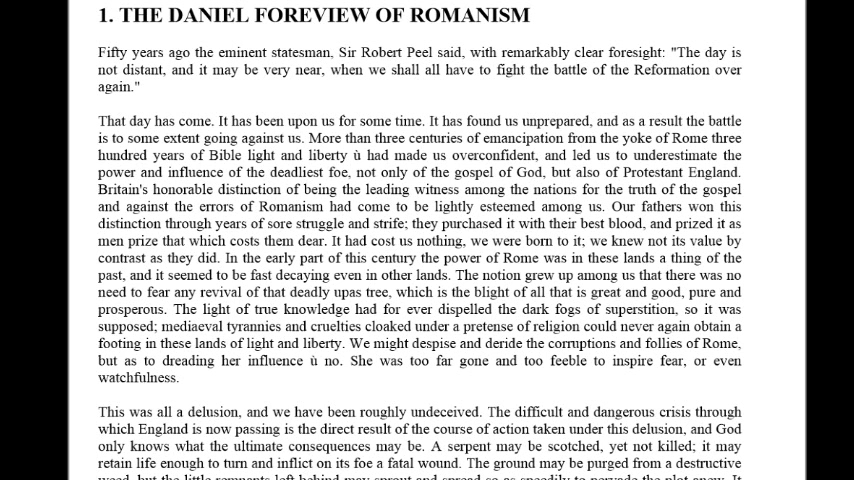 1. THE DANIEL FOREVIEW OF ROMANISM
Fifty years ago the eminent statesman, Sir Robert Peel said, with remarkably clear foresight: "The day is
not distant, and it may be very near, when we shall all have to fight the battle of the Reformation over
again."
That day has come. It has been upon us for some time. It has found us unprepared, and as a result the battle
is to some extent going against us. More than three centuries of emancipation from the yoke of Rome three
hundred years of Bible light and liberty ù had made us overconfident, and led us to underestimate the
power and influence of the deadliest foe, not only of the gospel of God, but also of Protestant England.
Britain's honorable distinction of being the leading witness among the nations for the truth of the gospel
and against the errors of Romanism had come to be lightly esteemed among us. Our fathers won this
distinction through years of sore struggle and strife; they purchased it with their best blood, and prized it as
men prize that which costs them dear. It had cost us nothing, we were born to it; we knew not its value by
contrast as they did. In the early part of this century the power of Rome was in these lands a thing of the
past, and it seemed to be fast decaying even in other lands. The notion grew up among us that there was no
need to fear any revival of that deadly upas tree, which is the blight of all that is great and good, pure and
prosperous. The light of true knowledge had for ever dispelled the dark fogs of superstition, so it was
supposed; mediaeval tyrannies and cruelties cloaked under a pretense of religion could never again obtain a
footing in these lands of light and liberty. We might despise and deride the corruptions and follies of Rome,
but as to dreading her influence ù no. She was too far gone and too feeble to inspire fear, or even
watchfulness.
This was all a delusion, and we have been roughly undeceived. The difficult and dangerous crisis through
which England is now passing is the direct result of the course of action taken under this delusion, and God
only knows what the ultimate consequences may be. A serpent may be scotched, yet not killed; it may
retain life enough to turn and inflict on its foe a fatal wound. The ground may be purged from a destructive
weed, but the little remnants left behind may sprout and spread so as speedily to pervade the plot anew. It